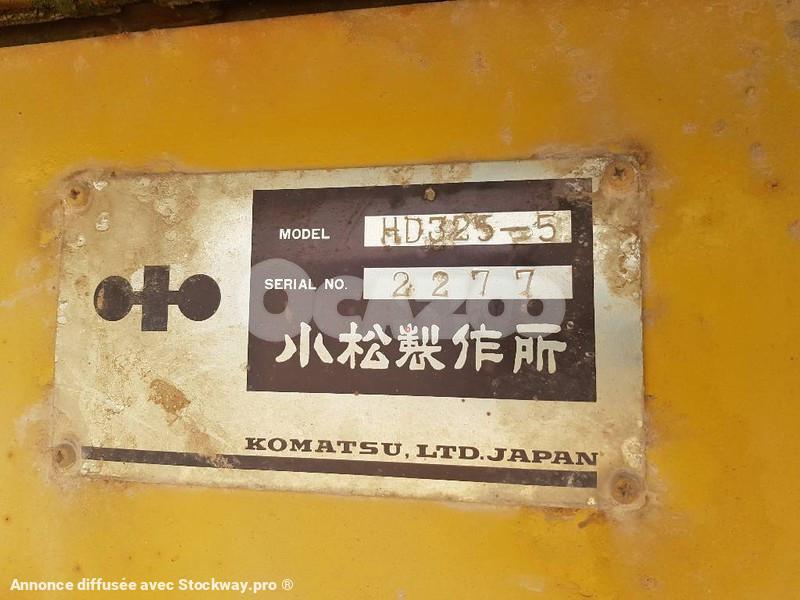 MODEL HD325-5
SERIAL NO. 2277
OCAZOO
小松製作所
KOMATSU, LTD. JAPAN
Annonce diffusée avec Stockway.pro ®